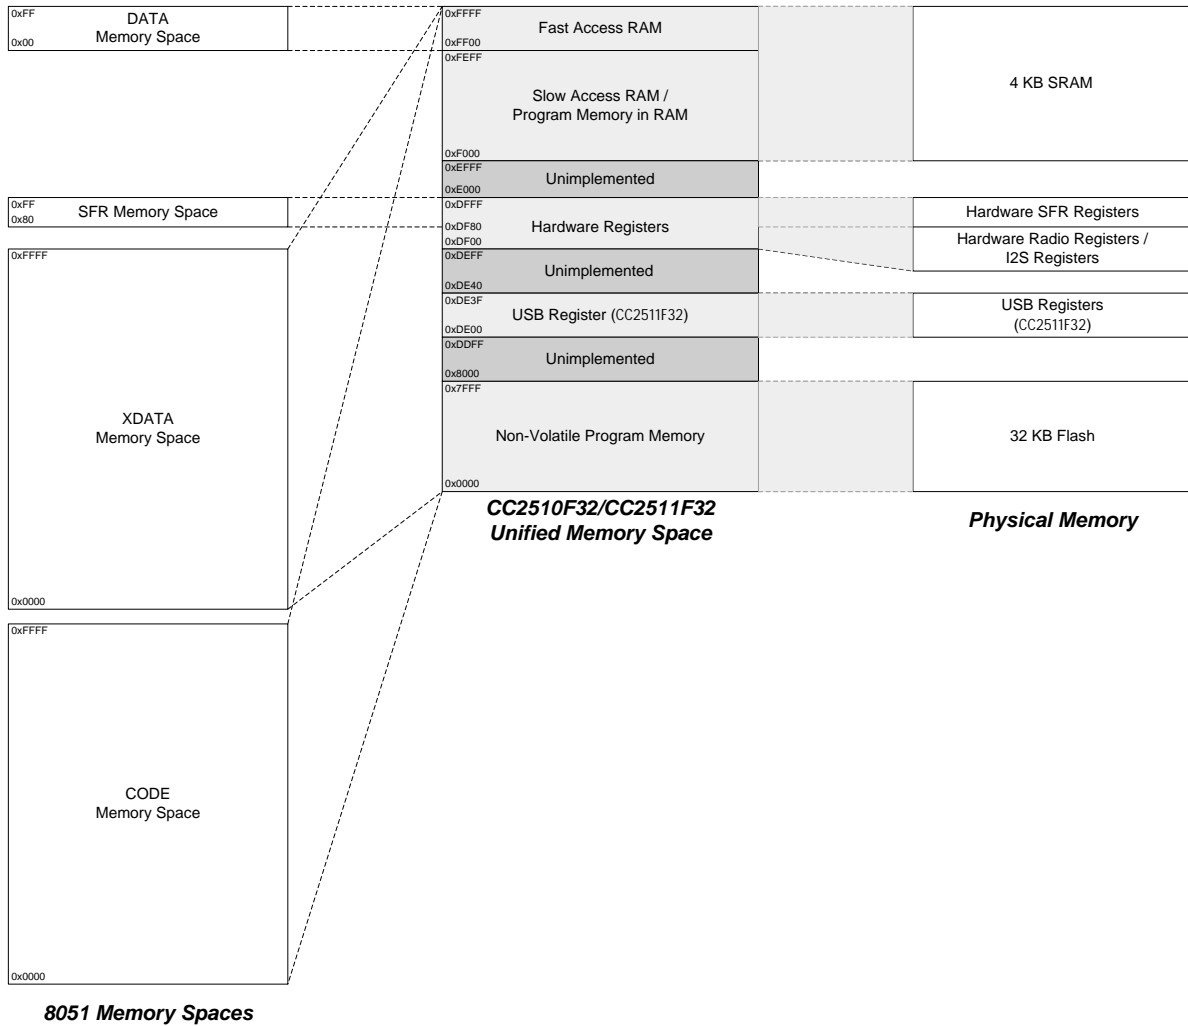 0xFF
DATA
Memory Space
0x00
0xFF
SFR Memory Space
0x80
0xFFFF
XDATA
Memory Space
0x0000
0xFFFF
CODE
Memory Space
0x0000
8051 Memory Spaces
0xFFFF
Fast Access RAM
0xFF00
0xFEFF
Slow Access RAM /
Program Memory in RAM
0xF000
0xEFFF
Unimplemented
0xE000
0xDFFF
0xDF80
Hardware Registers
0xDF00
0xDEFF
Unimplemented
0xDE40
0xDE3F
USB Register (CC2511F32)
0xDE00
0xDDFF
Unimplemented
0x8000
0x7FFF
Non-Volatile Program Memory
0x0000
CC2510F32/CC2511F32
Unified Memory Space
4 KB SRAM
Hardware SFR Registers
Hardware Radio Registers /
I2S Registers
USB Registers
(CC2511F32)
32 KB Flash
Physical Memory